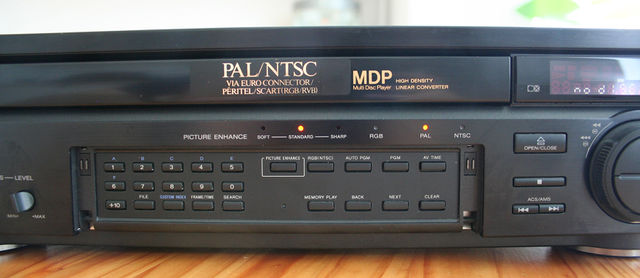 PAL/NTSC
VIA EURO CONNECTOR/
PÉRITEL/SCART(RGB/RVB)
MDP HIGH DENSITY
Multi Disc Player LINEAR CONVERTER
no disc
PICTURE ENHANCE
SOFT STANDARD SHARP RGB PAL NTSC
OPEN/CLOSE
A B C D E
1 2 3 4 5
PICTURE ENHANCE RGB(NTSC) AUTO PGM PGM AV TIME
F
6 7 8 9 0
LEVEL
MIN MAX
+10 FILE CUSTOM INDEX FRAME/TIME SEARCH
MEMORY PLAY BACK NEXT CLEAR
ACS/AMS